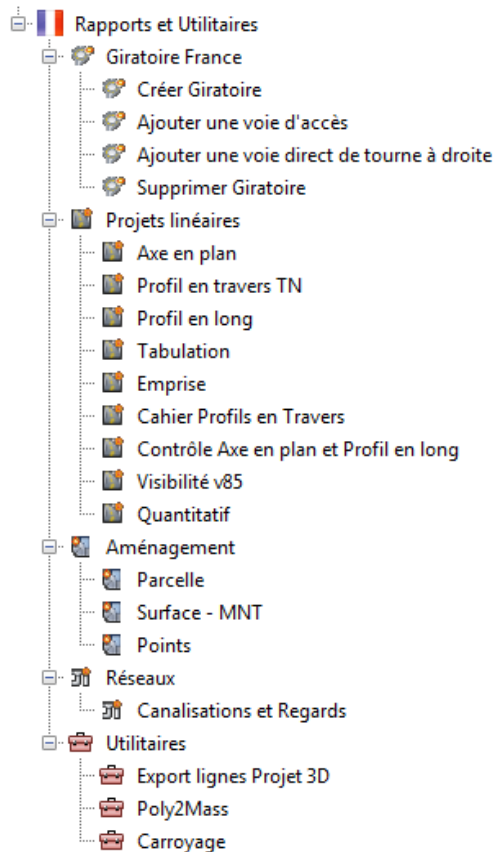 Rapports et Utilitaires
Giratoire France
Créer Giratoire
Ajouter une voie d'accès
Ajouter une voie direct de tourne à droite
Supprimer Giratoire
Projets linéaires
Axe en plan
Profil en travers TN
Profil en long
Tabulation
Emprise
Cahier Profils en Travers
Contrôle Axe en plan et Profil en long
Visibilité v85
Quantitatif
Aménagement
Parcelle
Surface - MNT
Points
Réseaux
Canalisations et Regards
Utilitaires
Export lignes Projet 3D
Poly2Mass
Carroyage